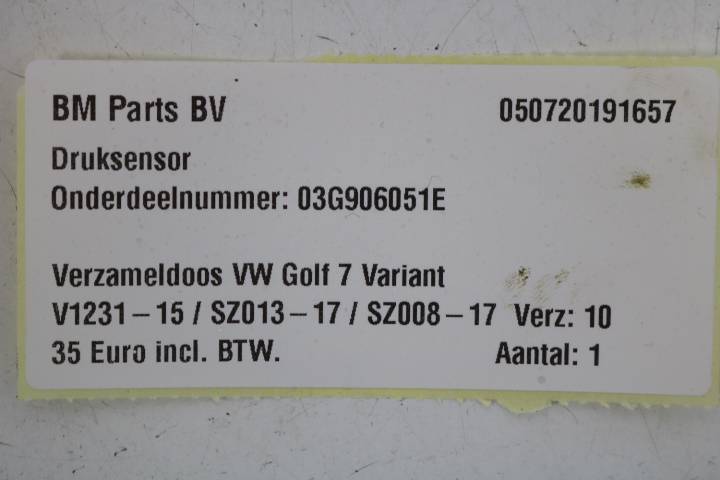 BM Parts BV 050720191657
Druksensor
Onderdeelnummer: 03G906051E
Verzameldoos VW Golf 7 Variant
V1231-15 / SZ013-17 / SZ008-17 Verz: 10
35 Euro incl. BTW. Aantal: 1